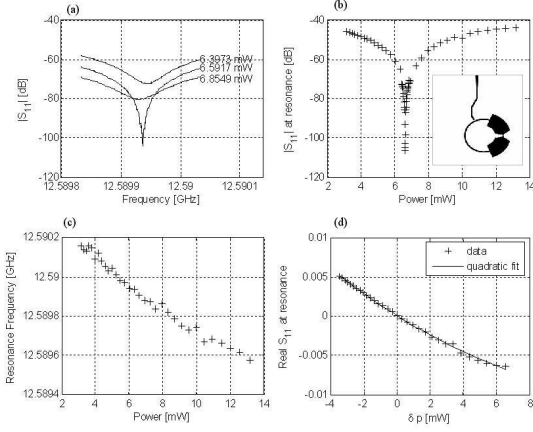 (a)
-40
-60
-80
-100
-120
|S11| [dB]
6.3973 mW
6.5917 mW
6.8549 mW
12.5898
12.5899
12.59
12.5901
Frequency [GHz]
(b)
-40
-60
-80
-100
-120
|S11| at resonance [dB]
2
4
6
8
10
12
14
Power [mW]
(c)
12.5902
12.59
12.5898
12.5896
12.5894
Resonance Frequency [GHz]
2
4
6
8
10
12
14
Power [mW]
(d)
0.01
0.005
0
-0.005
-0.01
Real S11 at resonance
data
quadratic fit
-4
-2
0
2
4
6
8
δ p [mW]